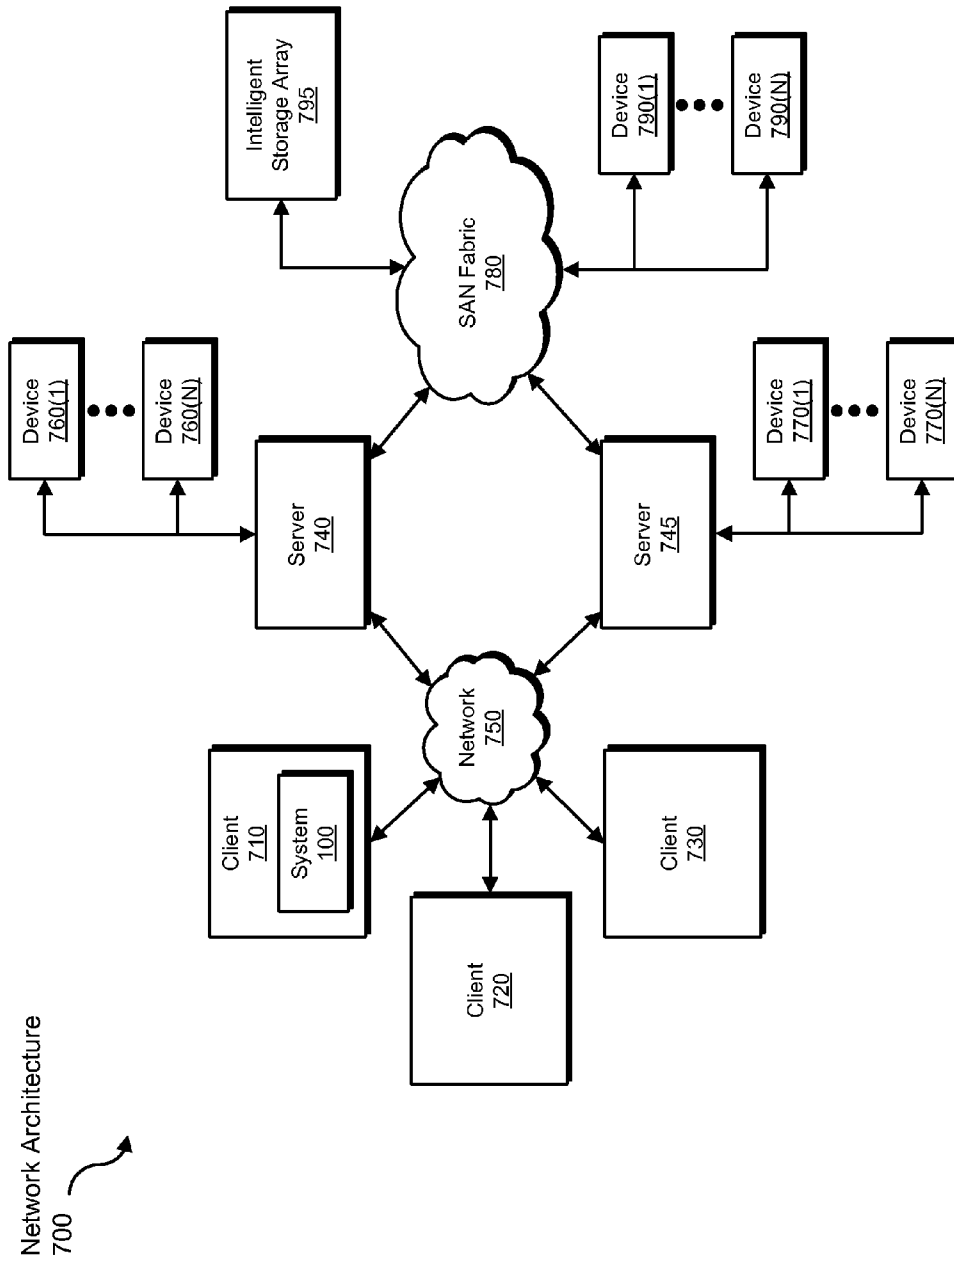 Network Architecture
700
Client
710
System
100
Client
720
Client
730
Network
750
Server
740
Server
745
Device
760(1)
Device
760(N)
Device
770(1)
Device
770(N)
SAN Fabric
780
Intelligent
Storage Array
795
Device
790(1)
Device
790(N)